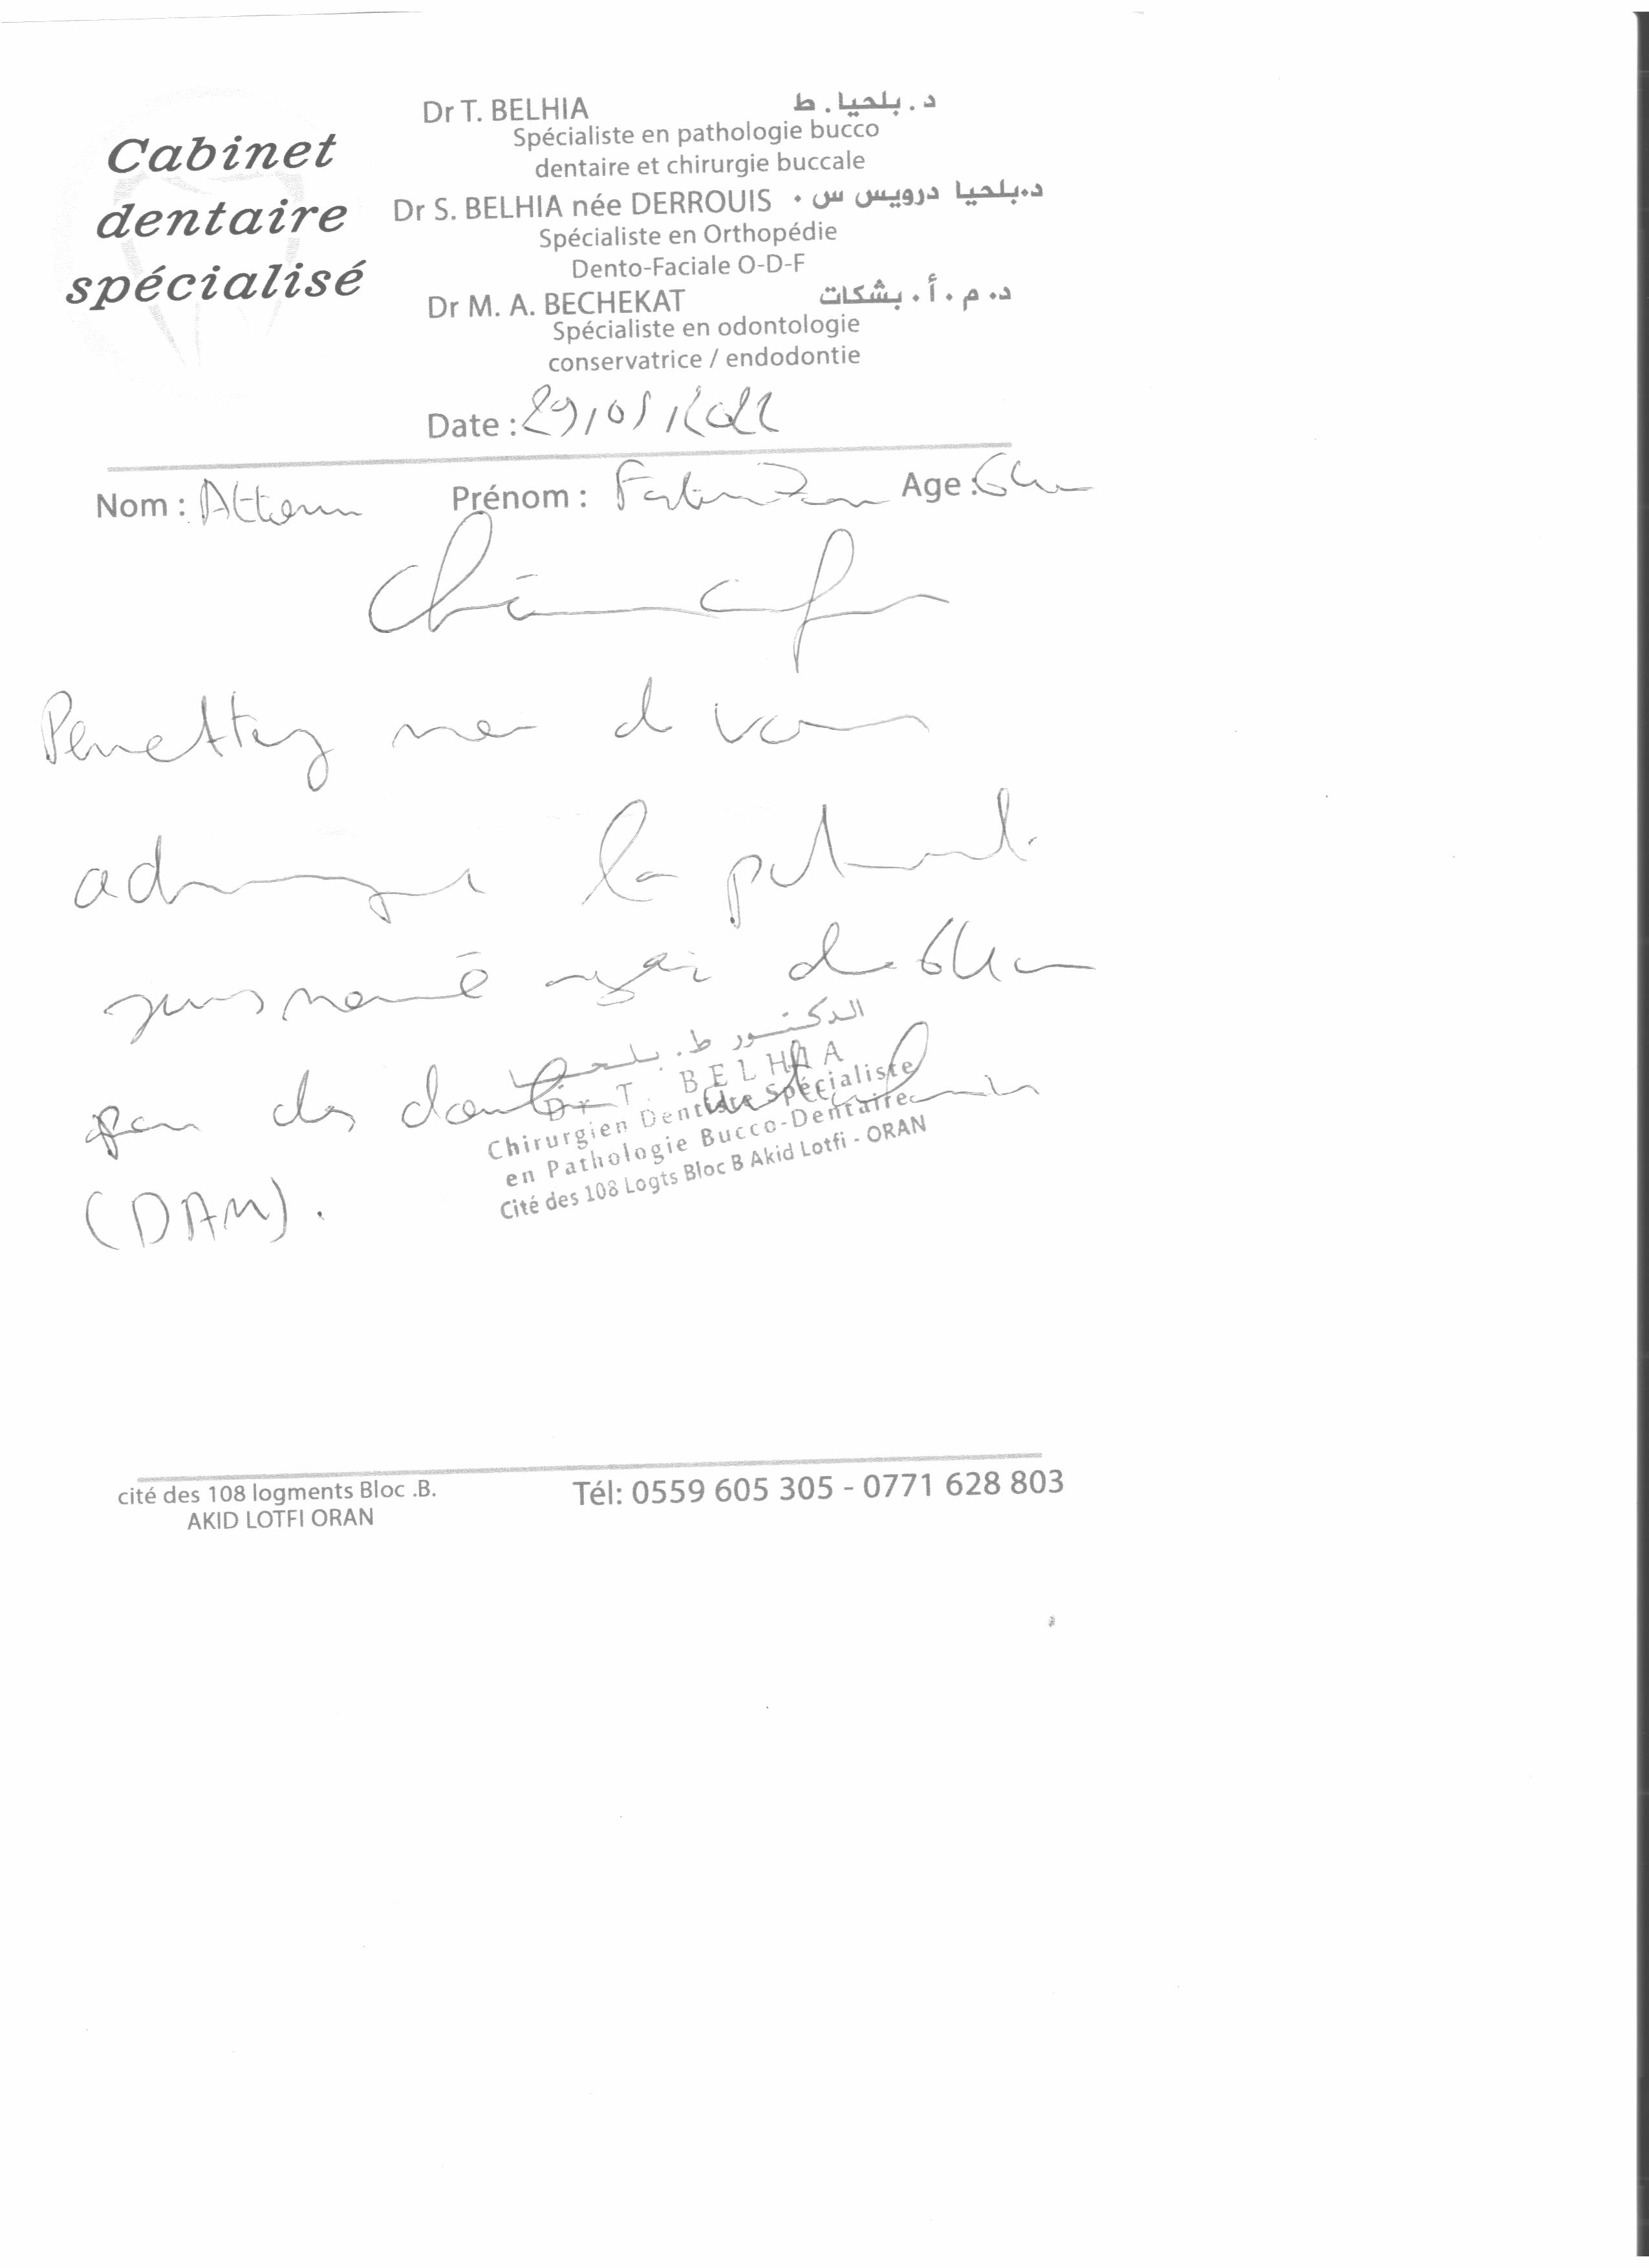 Cabinet
dentaire
spécialisé
Dr T. BELHIA د. بلحيا. ط
Spécialiste en pathologie bucco
dentaire et chirurgie buccale
Dr S. BELHIA née DERROUIS د.بلحيا درويس س .
Spécialiste en Orthopédie
Dento-Faciale O-D-F
Dr M. A. BECHEKAT د. م . أ. بشكات
Spécialiste en odontologie
conservatrice / endodontie
Date : 29/05/2022
Nom : Prénom : Age :
Permettez moi de vous
adresser la patiente
susnommée âgée de
par des
(DAM).
الدكتور ط. بلحيا
Dr T. BELHIA
Chirurgien Dentiste Spécialiste
en Pathologie Bucco-Dentaire
Cité des 108 Logts Bloc B Akid Lotfi - ORAN
cité des 108 logments Bloc .B.
AKID LOTFI ORAN
Tél: 0559 605 305 - 0771 628 803